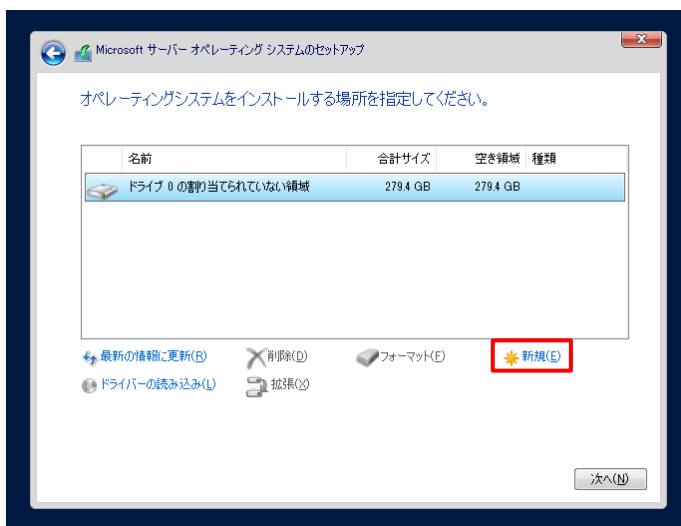 Microsoft サーバー オペレーティング システムのセットアップ
オペレーティングシステムをインストールする場所を指定してください。
名前 合計サイズ 空き領域 種類
ドライブ 0 の割り当てられていない領域 279.4 GB 279.4 GB
最新の情報に更新(R) 削除(D) フォーマット(F) 新規(E)
ドライバーの読み込み(L) 拡張(X)
次へ(N)